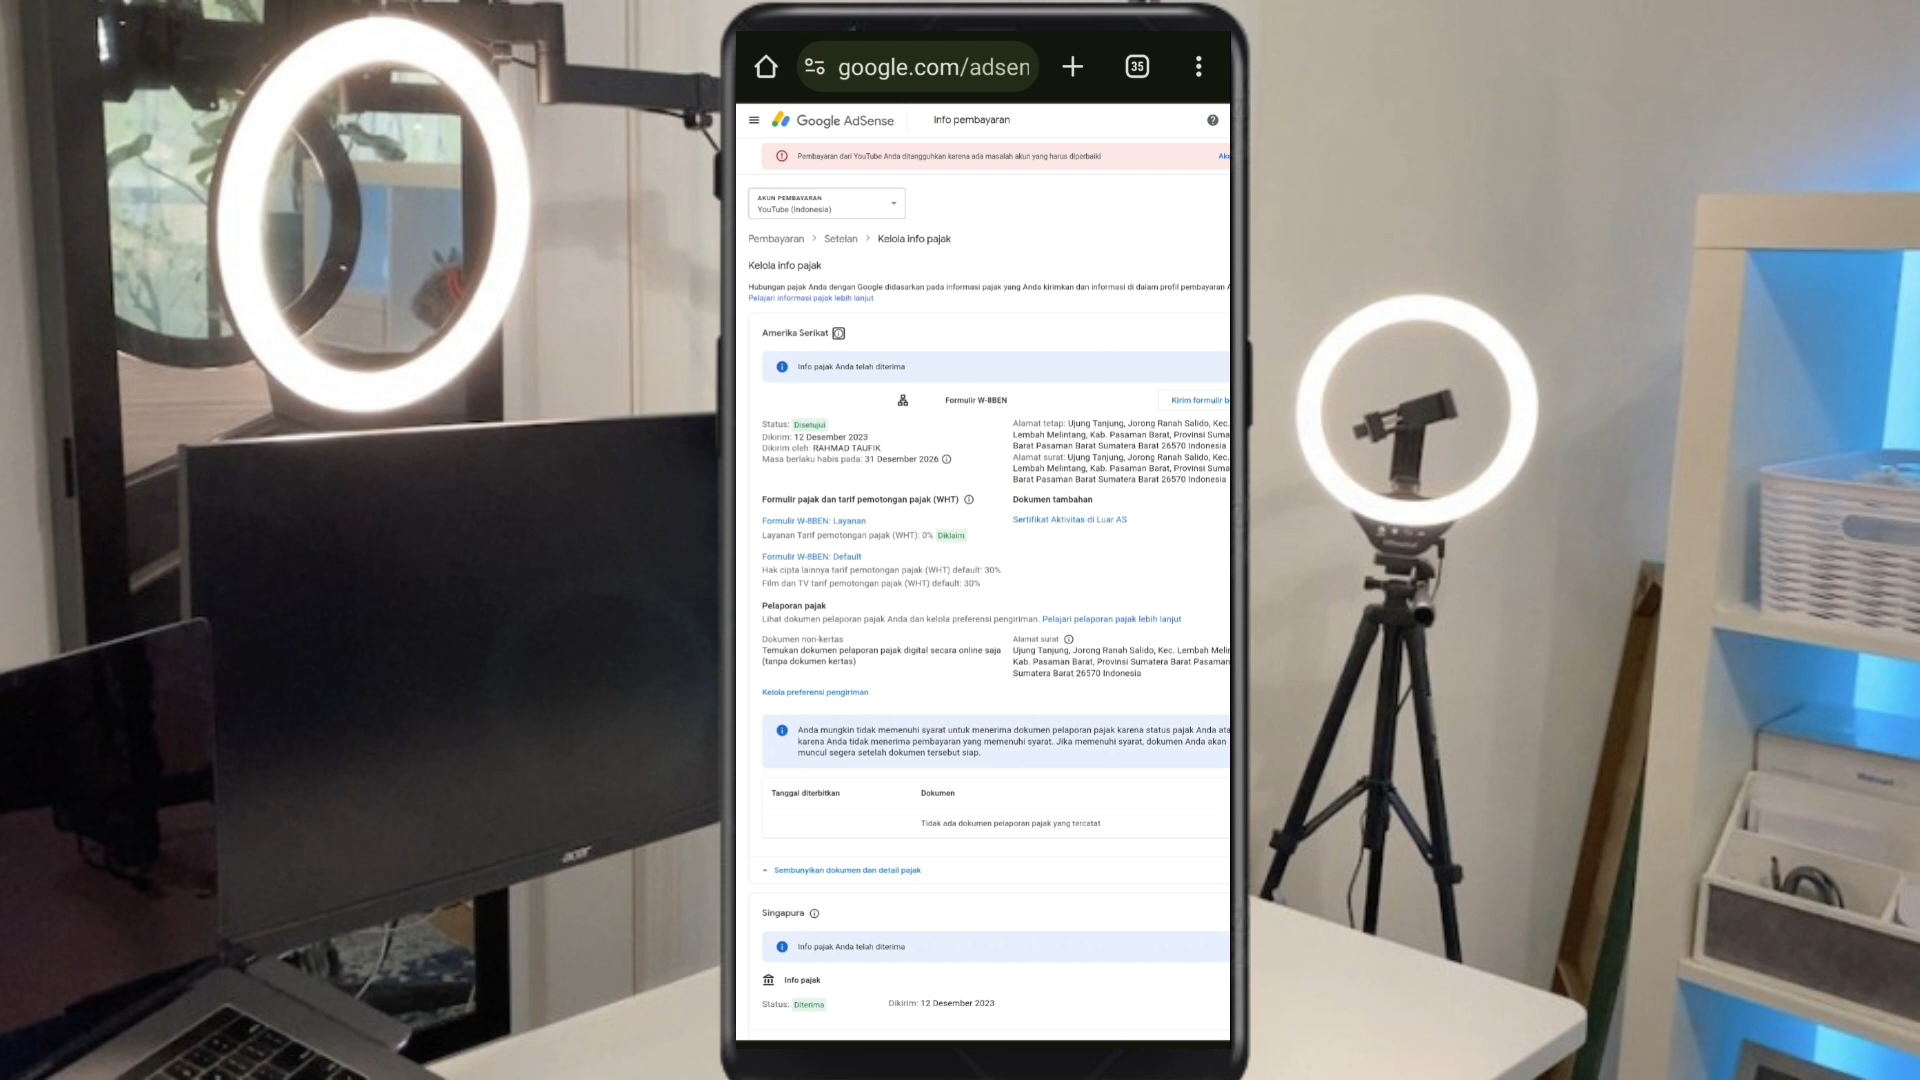 google.com/adsen
35
Google AdSense
Info pembayaran
Pembayaran dari YouTube Anda ditangguhkan karena ada masalah akun yang harus diperbaiki
AKUN PEMBAYARAN
YouTube (Indonesia)
Pembayaran > Setelan > Kelola info pajak
Kelola info pajak
Hubungan pajak Anda dengan Google didasarkan pada informasi pajak yang Anda kirimkan dan informasi di dalam profil pembayaran
Pelajari informasi pajak lebih lanjut
Amerika Serikat
Info pajak Anda telah diterima
Formulir W-8BEN
Kirim formulir b
Status: Disetujui
Dikirim: 12 Desember 2023
Dikirim oleh: RAHMAD TAUFIK
Masa berlaku habis pada: 31 Desember 2026
Alamat tetap: Ujung Tanjung, Jorong Ranah Salido, Kec.
Lembah Melintang, Kab. Pasaman Barat, Provinsi Suma
Barat Pasaman Barat Sumatera Barat 26570 Indonesia
Alamat surat: Ujung Tanjung, Jorong Ranah Salido, Kec.
Lembah Melintang, Kab. Pasaman Barat, Provinsi Suma
Barat Pasaman Barat Sumatera Barat 26570 Indonesia
Formulir pajak dan tarif pemotongan pajak (WHT)
Formulir W-8BEN: Layanan
Layanan Tarif pemotongan pajak (WHT): 0% Diklaim
Formulir W-8BEN: Default
Hak cipta lainnya tarif pemotongan pajak (WHT) default: 30%
Film dan TV tarif pemotongan pajak (WHT) default: 30%
Dokumen tambahan
Sertifikat Aktivitas di Luar AS
Pelaporan pajak
Lihat dokumen pelaporan pajak Anda dan kelola preferensi pengiriman. Pelajari pelaporan pajak lebih lanjut
Dokumen non-kertas
Temukan dokumen pelaporan pajak digital secara online saja
(tanpa dokumen kertas)
Alamat surat
Ujung Tanjung, Jorong Ranah Salido, Kec. Lembah Melin
Kab. Pasaman Barat, Provinsi Sumatera Barat Pasaman
Sumatera Barat 26570 Indonesia
Kelola preferensi pengiriman
Anda mungkin tidak memenuhi syarat untuk menerima dokumen pelaporan pajak karena status pajak Anda ata
karena Anda tidak menerima pembayaran yang memenuhi syarat. Jika memenuhi syarat, dokumen Anda akan
muncul segera setelah dokumen tersebut siap.
Tanggal diterbitkan
Dokumen
Tidak ada dokumen pelaporan pajak yang tercatat
Sembunyikan dokumen dan detail pajak
Singapura
Info pajak Anda telah diterima
Info pajak
Status: Diterima
Dikirim: 12 Desember 2023
acer